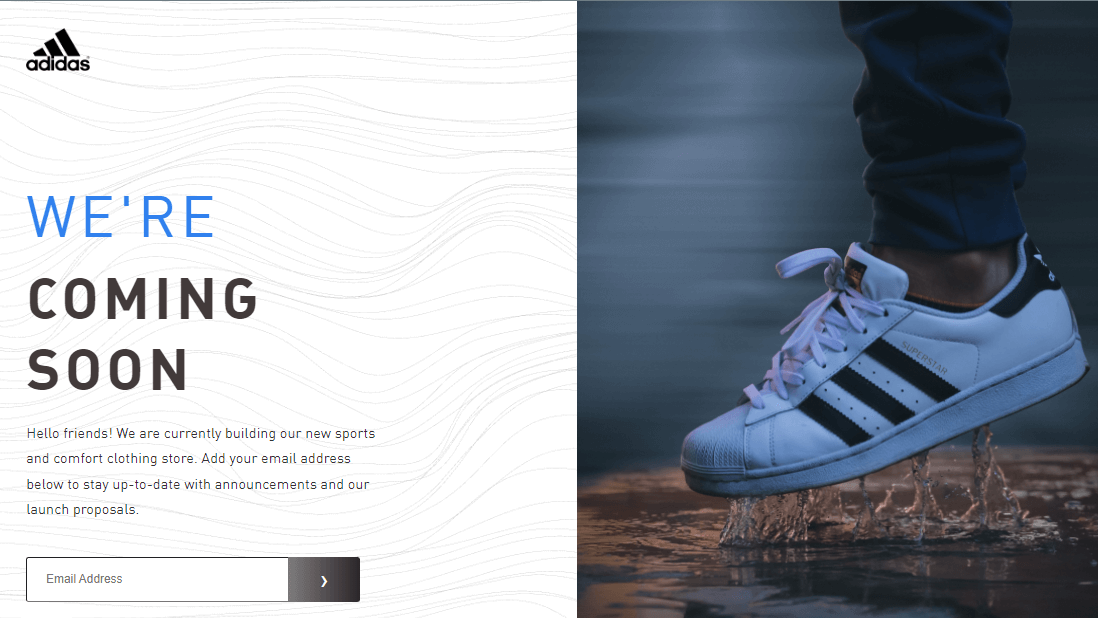 adidas
WE'RE
COMING
SOON
Hello friends! We are currently building our new sports
and comfort clothing store. Add your email address
below to stay up-to-date with announcements and our
launch proposals.
Email Address
SUPERSTAR